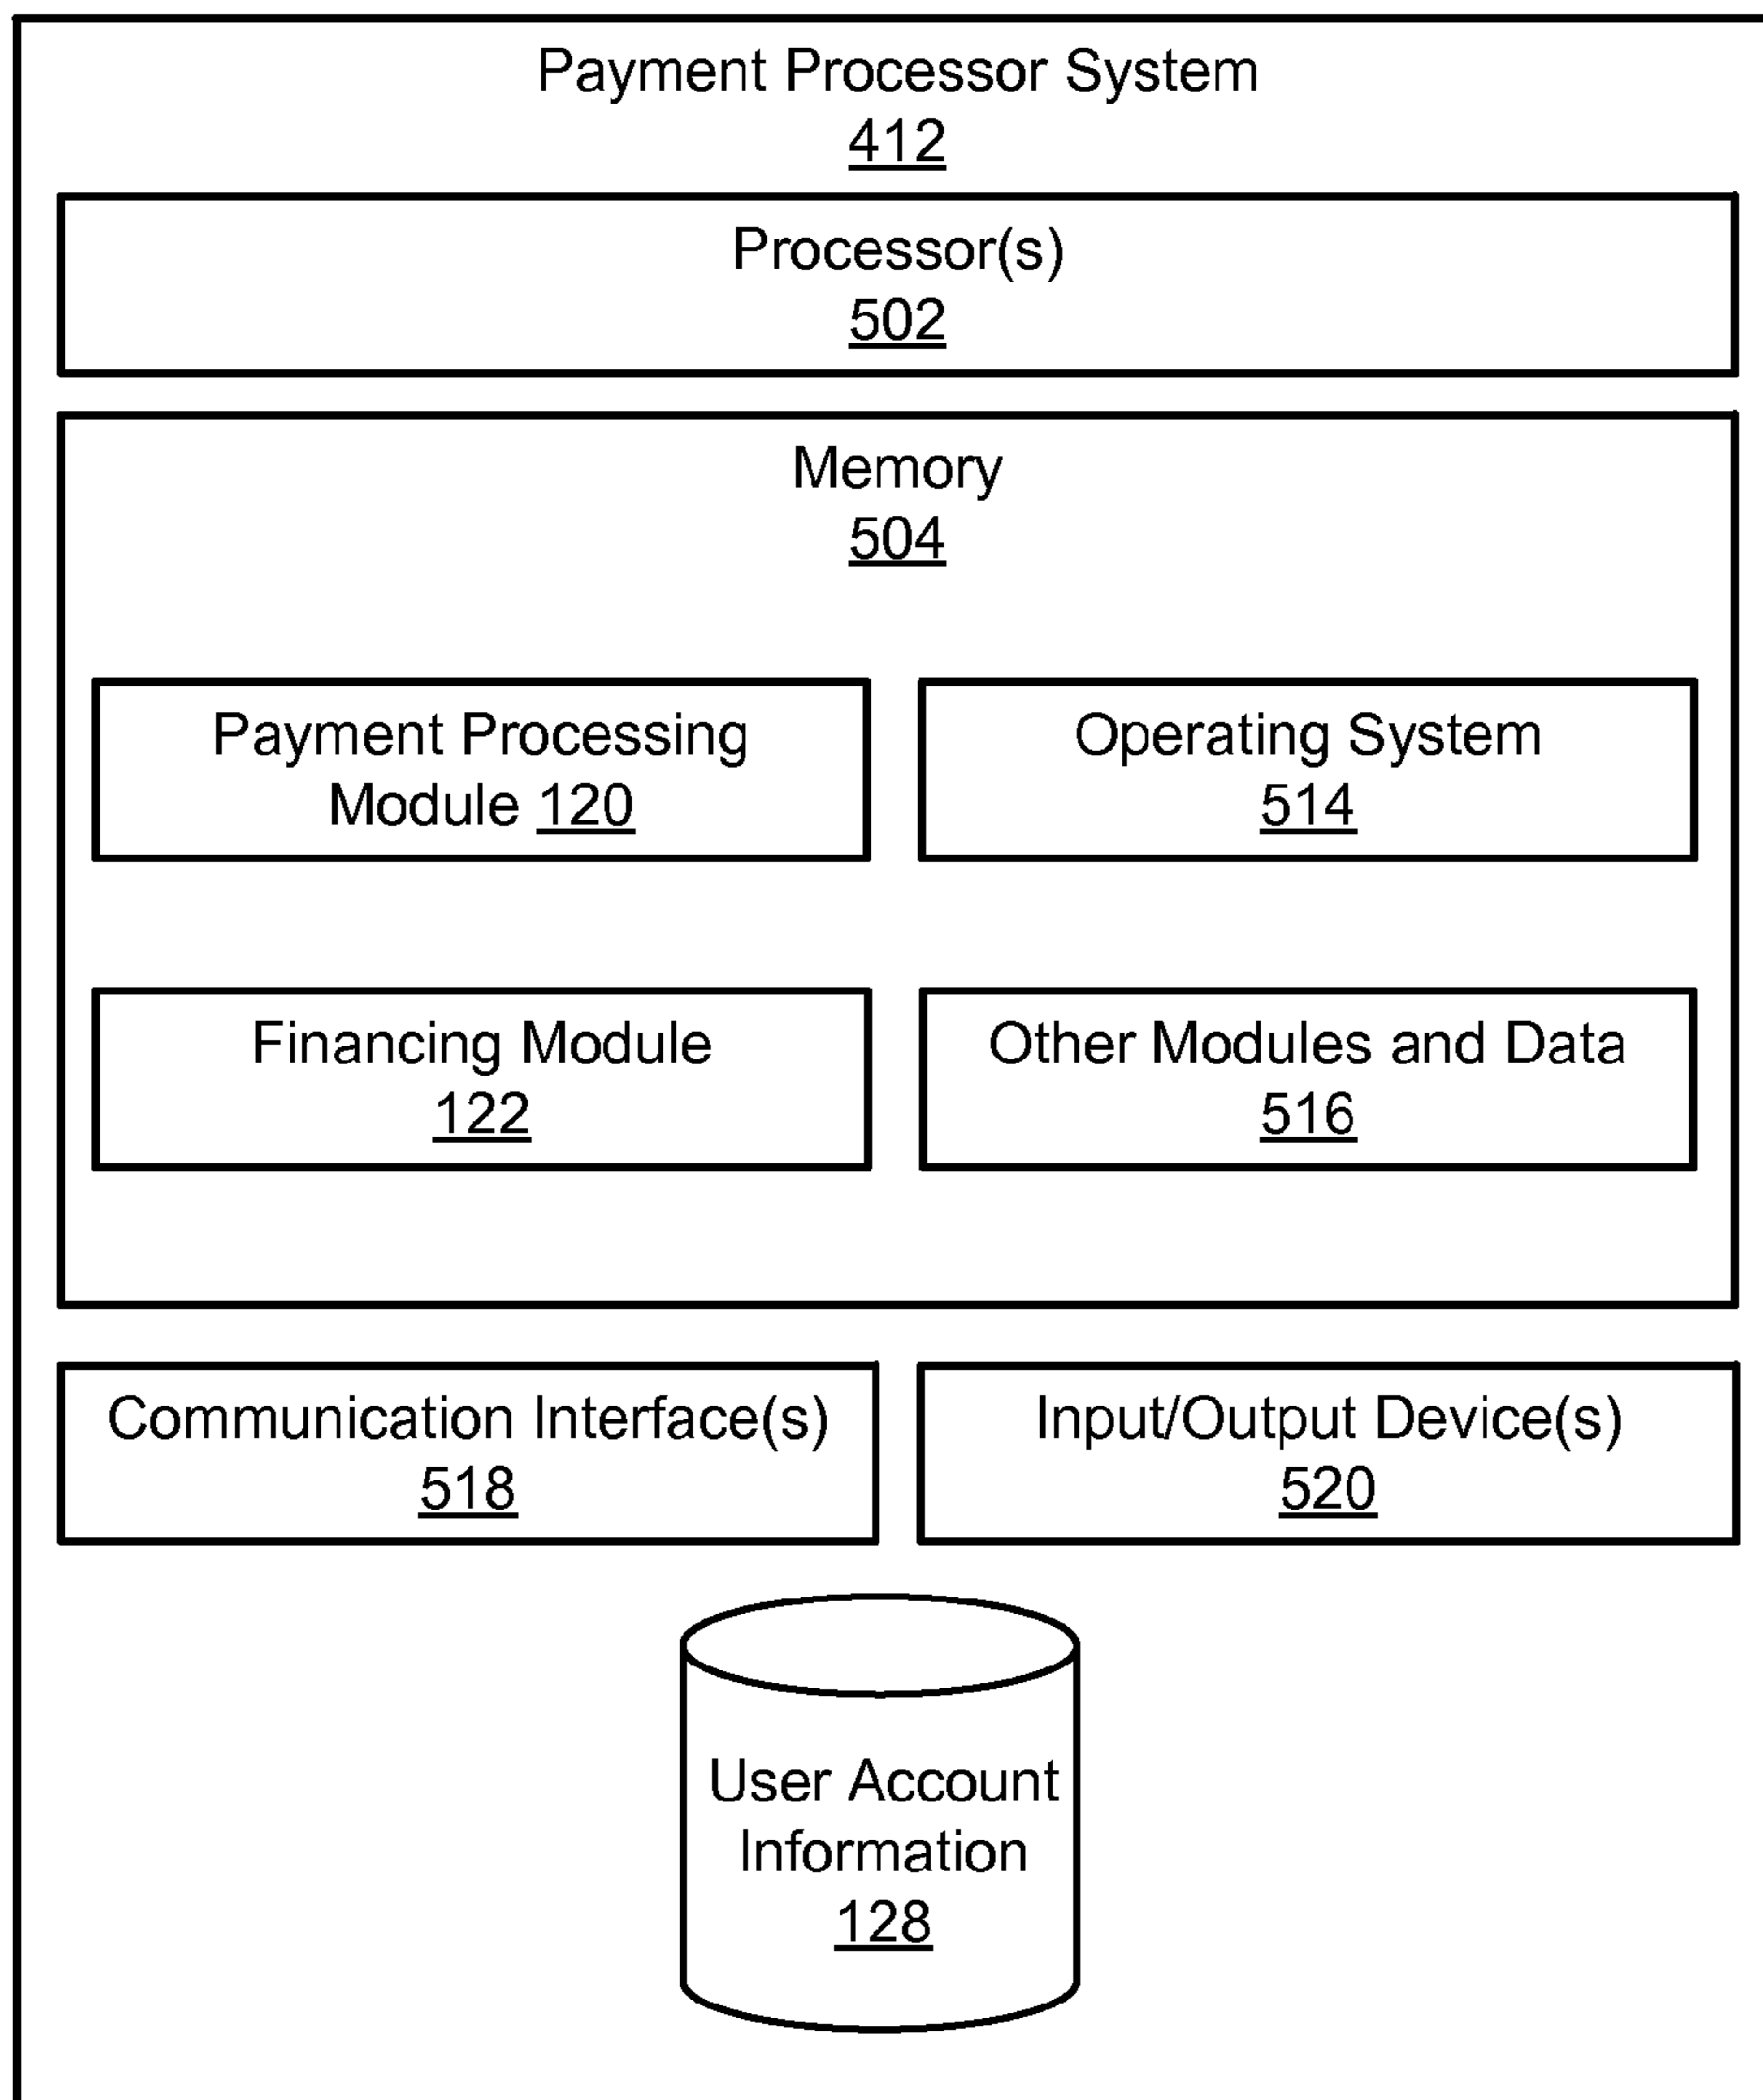 Payment Processor System
412
Processor(s)
502
Memory
504
Payment Processing
Module 120
Operating System
514
Financing Module
122
Other Modules and Data
516
Communication Interface(s)
518
Input/Output Device(s)
520
User Account
Information
128